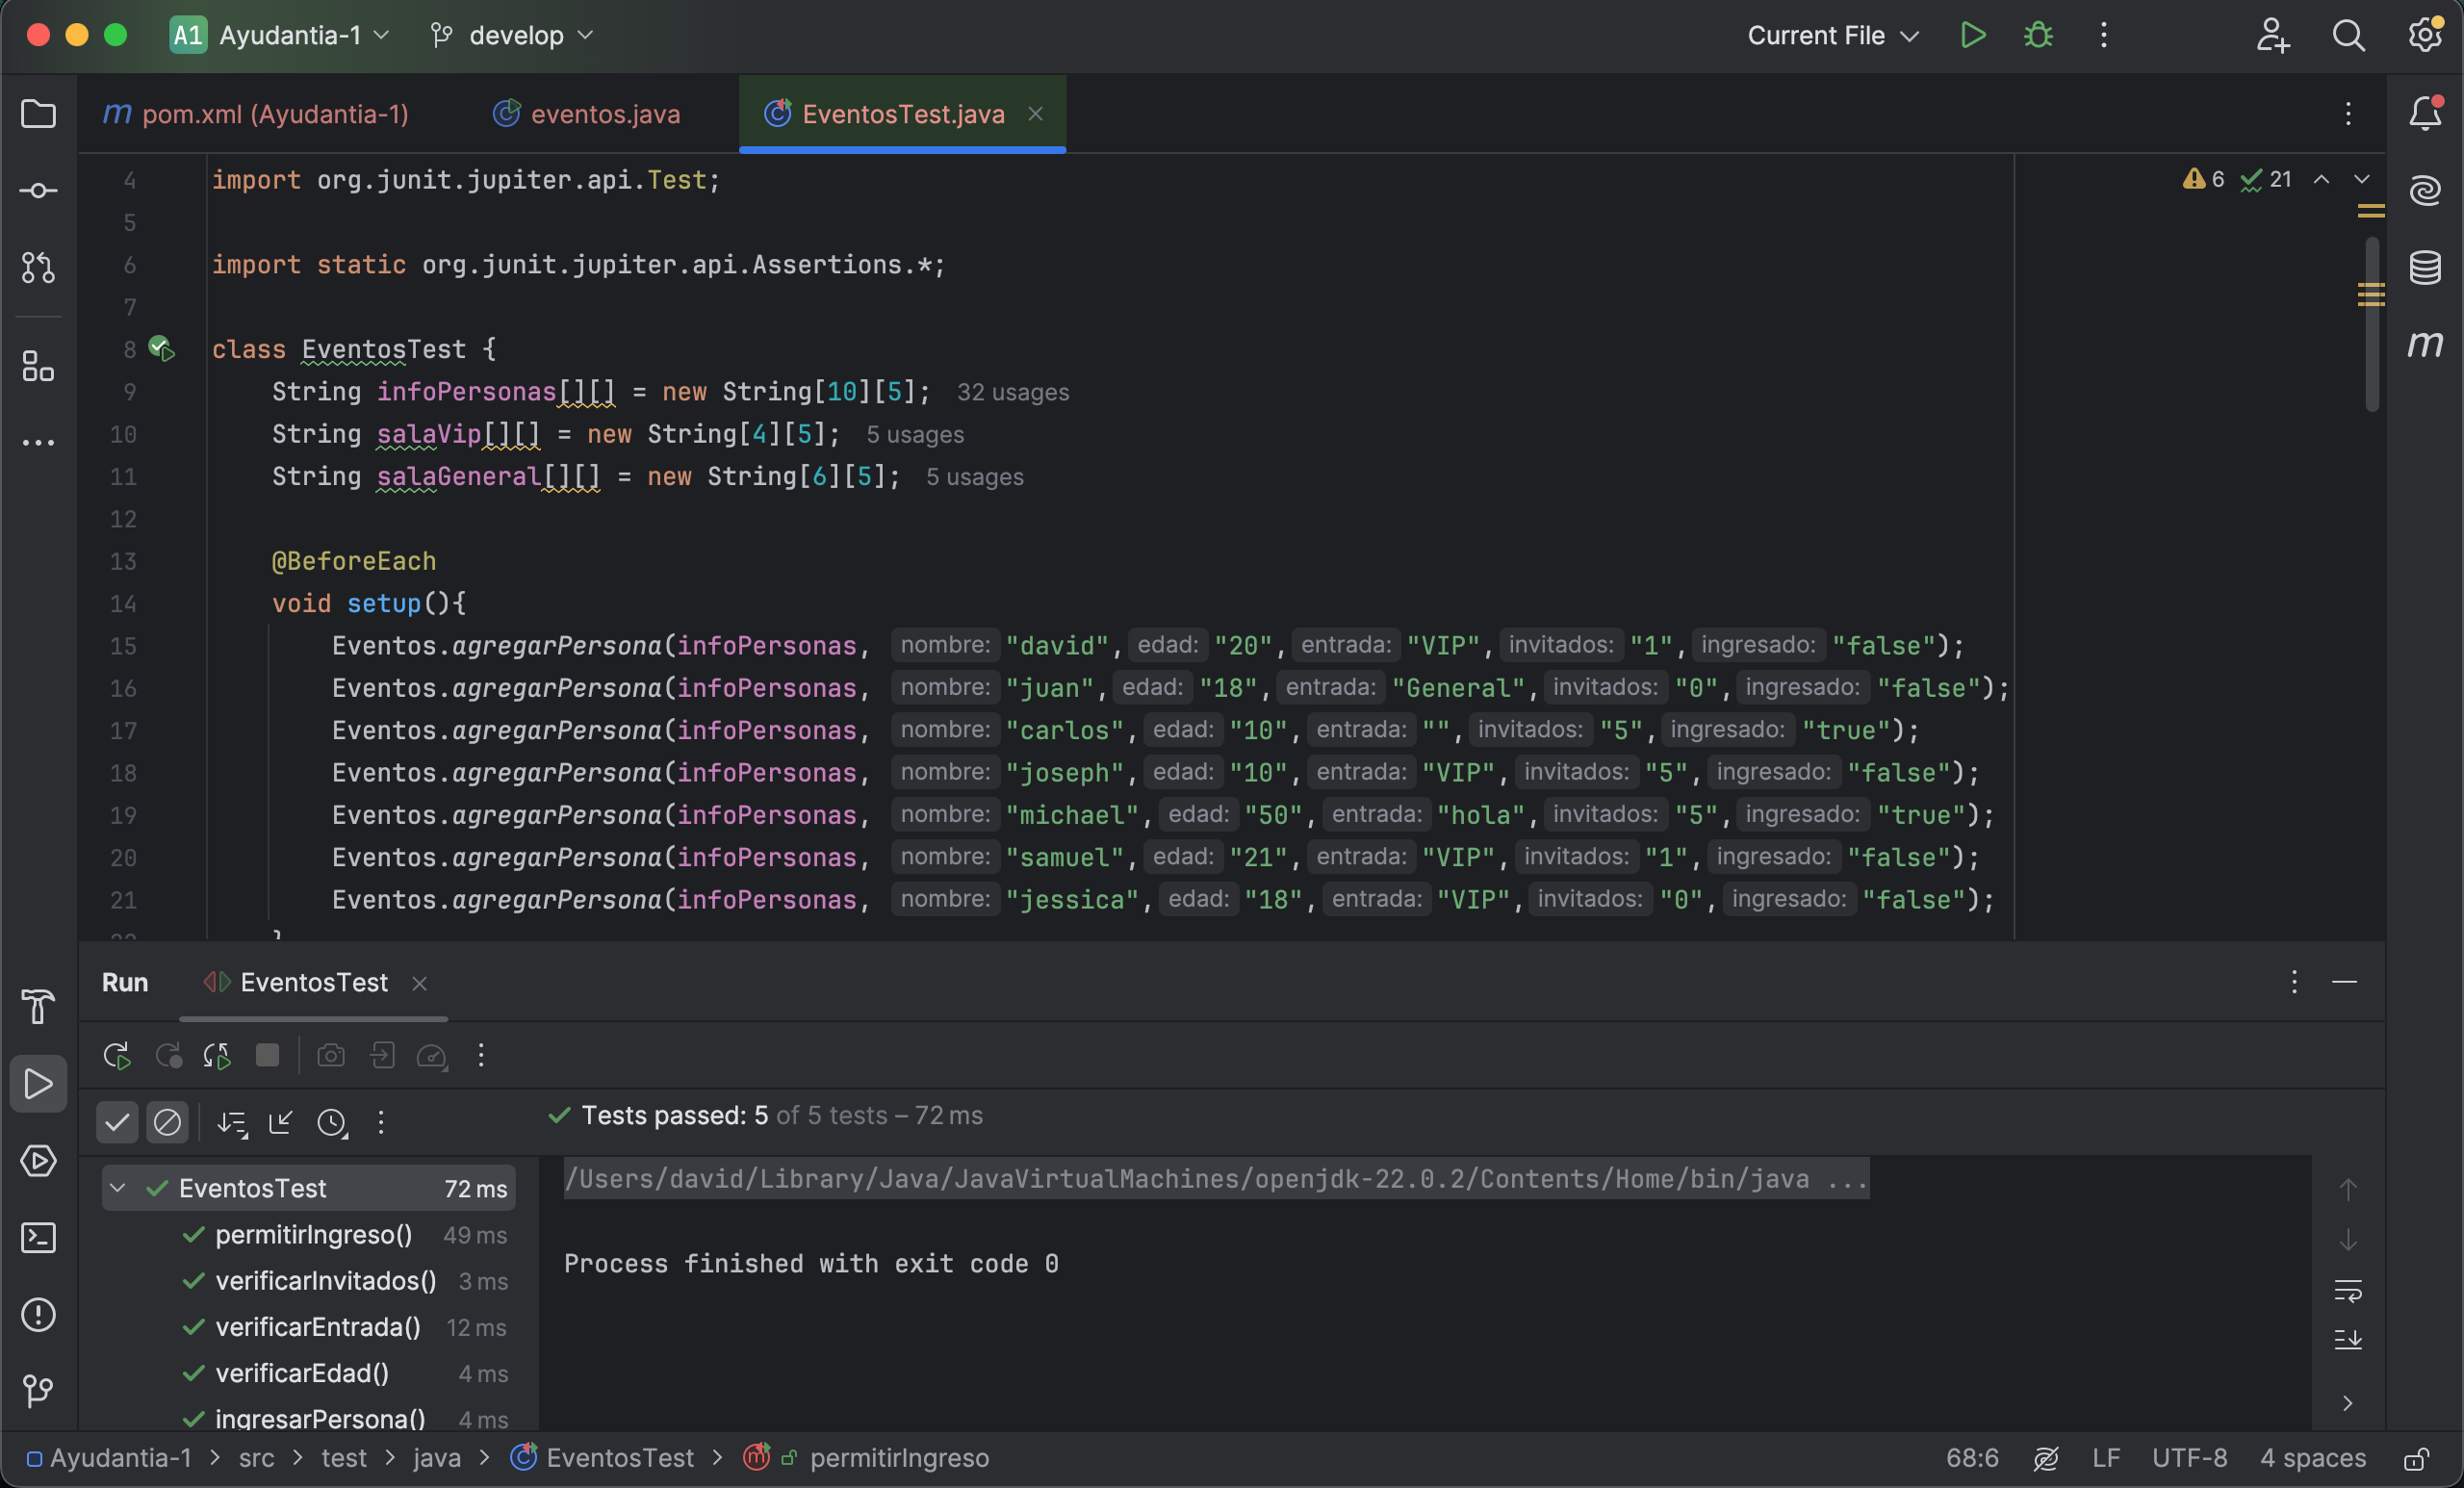 A1 Ayudantia-1 develop Current File
pom.xml (Ayudantia-1) eventos.java EventosTest.java
6 21
4 import org.junit.jupiter.api.Test;
5
6 import static org.junit.jupiter.api.Assertions.*;
7
8 class EventosTest {
9 String infoPersonas[][] = new String[10][5]; 32 usages
10 String salaVip[][] = new String[4][5]; 5 usages
11 String salaGeneral[][] = new String[6][5]; 5 usages
12
13 @BeforeEach
14 void setup(){
15 Eventos.agregarPersona(infoPersonas, nombre: "david", edad: "20", entrada: "VIP", invitados: "1", ingresado: "false");
16 Eventos.agregarPersona(infoPersonas, nombre: "juan", edad: "18", entrada: "General", invitados: "0", ingresado: "false");
17 Eventos.agregarPersona(infoPersonas, nombre: "carlos", edad: "10", entrada: "", invitados: "5", ingresado: "true");
18 Eventos.agregarPersona(infoPersonas, nombre: "joseph", edad: "10", entrada: "VIP", invitados: "5", ingresado: "false");
19 Eventos.agregarPersona(infoPersonas, nombre: "michael", edad: "50", entrada: "hola", invitados: "5", ingresado: "true");
20 Eventos.agregarPersona(infoPersonas, nombre: "samuel", edad: "21", entrada: "VIP", invitados: "1", ingresado: "false");
21 Eventos.agregarPersona(infoPersonas, nombre: "jessica", edad: "18", entrada: "VIP", invitados: "0", ingresado: "false");
Run EventosTest
Tests passed: 5 of 5 tests – 72 ms
EventosTest 72 ms
permitirIngreso() 49 ms
verificarInvitados() 3 ms
verificarEntrada() 12 ms
verificarEdad() 4 ms
ingresarPersona() 4 ms
/Users/david/Library/Java/JavaVirtualMachines/openjdk-22.0.2/Contents/Home/bin/java ...
Process finished with exit code 0
Ayudantia-1 > src > test > java > EventosTest > permitirIngreso 68:6 LF UTF-8 4 spaces